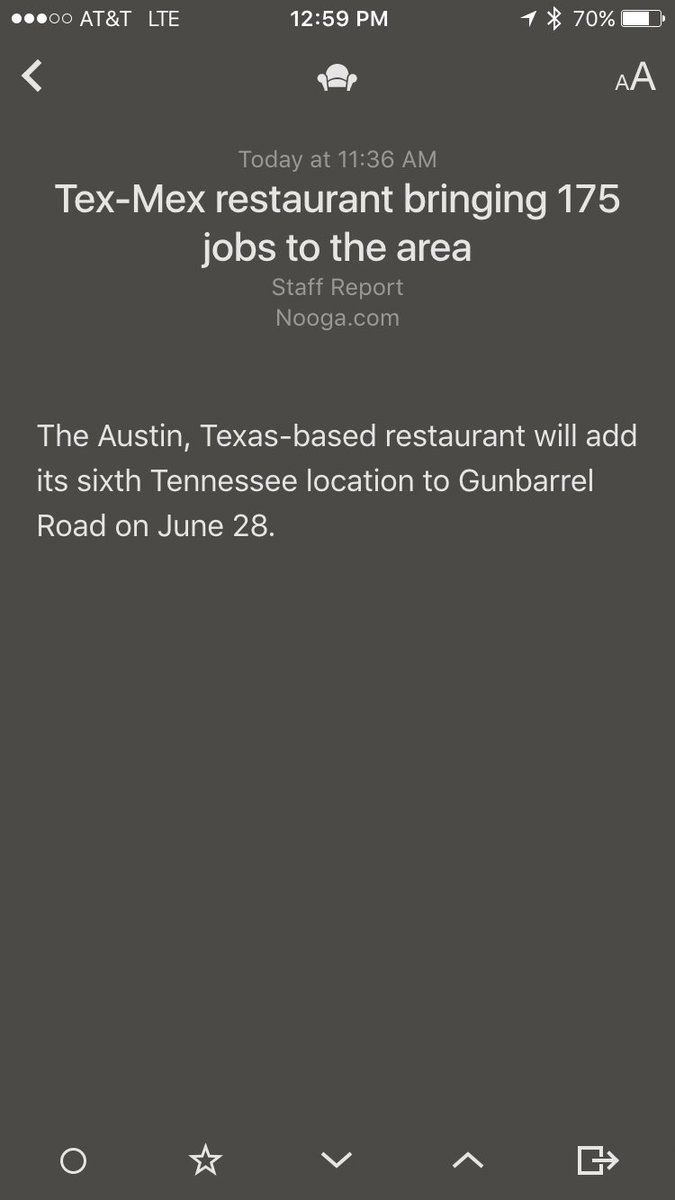 AT&T LTE 12:59 PM 70%
AA
Today at 11:36 AM
Tex-Mex restaurant bringing 175
jobs to the area
Staff Report
Nooga.com
The Austin, Texas-based restaurant will add
its sixth Tennessee location to Gunbarrel
Road on June 28.